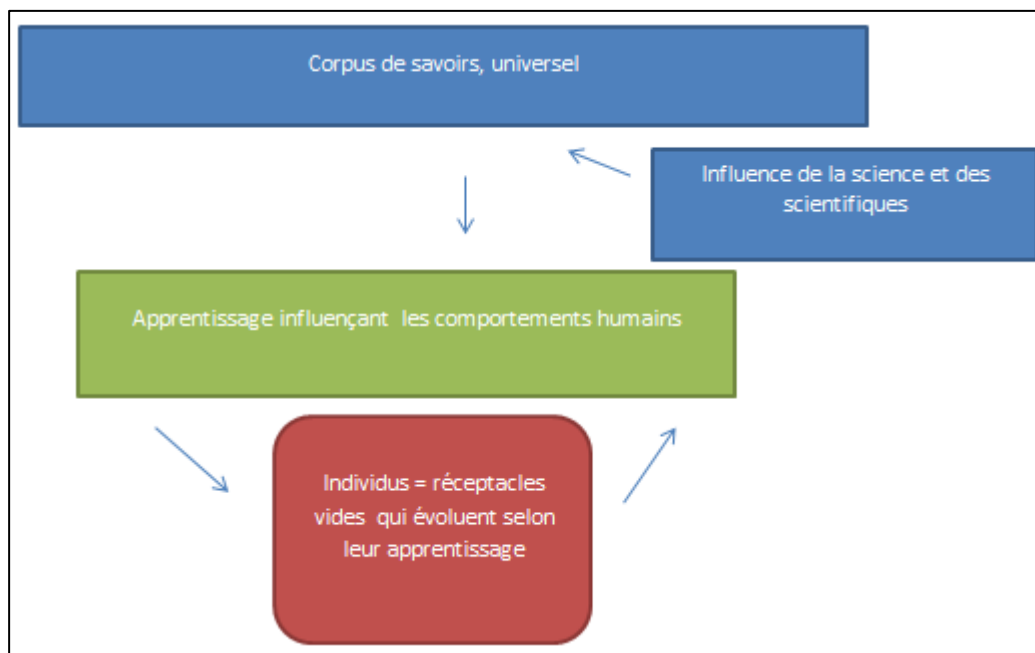 Corpus de savoirs, universel
Influence de la science et des
scientifiques
Apprentissage influençant les comportements humains
Individus = réceptacles
vides qui évoluent selon
leur apprentissage